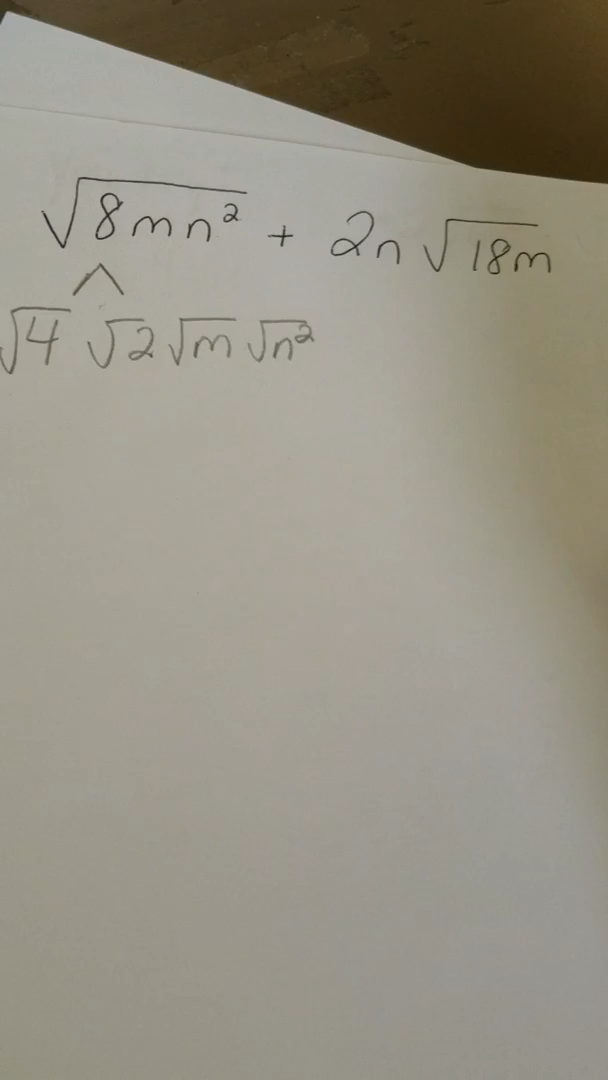 √8mn² + 2n√18m
√4 √2 √m √n²